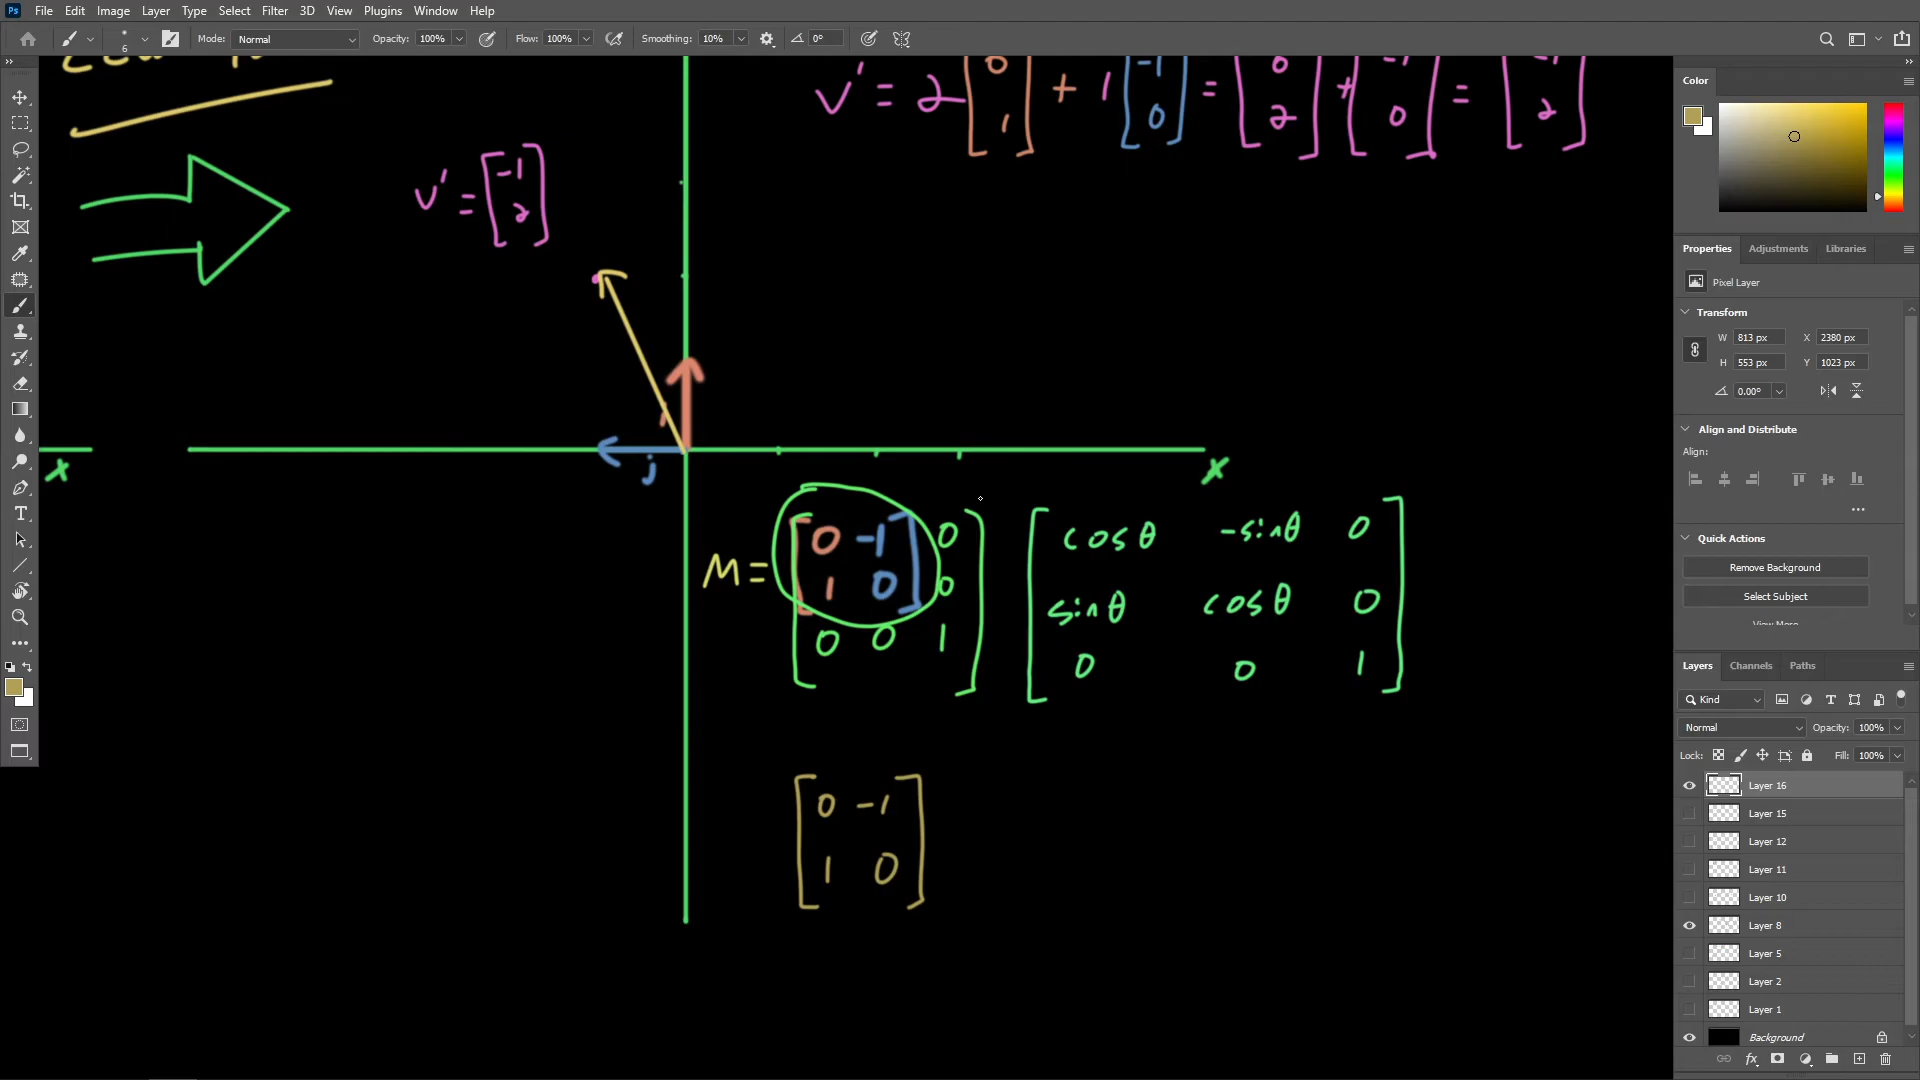 Ps File Edit Image Layer Type Select Filter 3D View Plugins Window Help
6 Mode: Normal Opacity: 100% Flow: 100% Smoothing: 10% 0°
v' = 2 [0 1] + 1 [-1 0] = [0 2] + [-1 0] = [-1 2]
v' = [-1 2]
i
j
x
x
M = [0 -1 0
1 0 0
0 0 1]
[cos θ -sin θ 0
sin θ cos θ 0
0 0 1]
[0 -1
1 0]
Color
Properties Adjustments Libraries
Pixel Layer
Transform
W 813 px X 2380 px
H 553 px Y 1023 px
0.00°
Align and Distribute
Align:
Quick Actions
Remove Background
Select Subject
View More
Layers Channels Paths
Kind
Normal Opacity: 100%
Lock: Fill: 100%
Layer 16
Layer 15
Layer 12
Layer 11
Layer 10
Layer 8
Layer 5
Layer 2
Layer 1
Background
fx